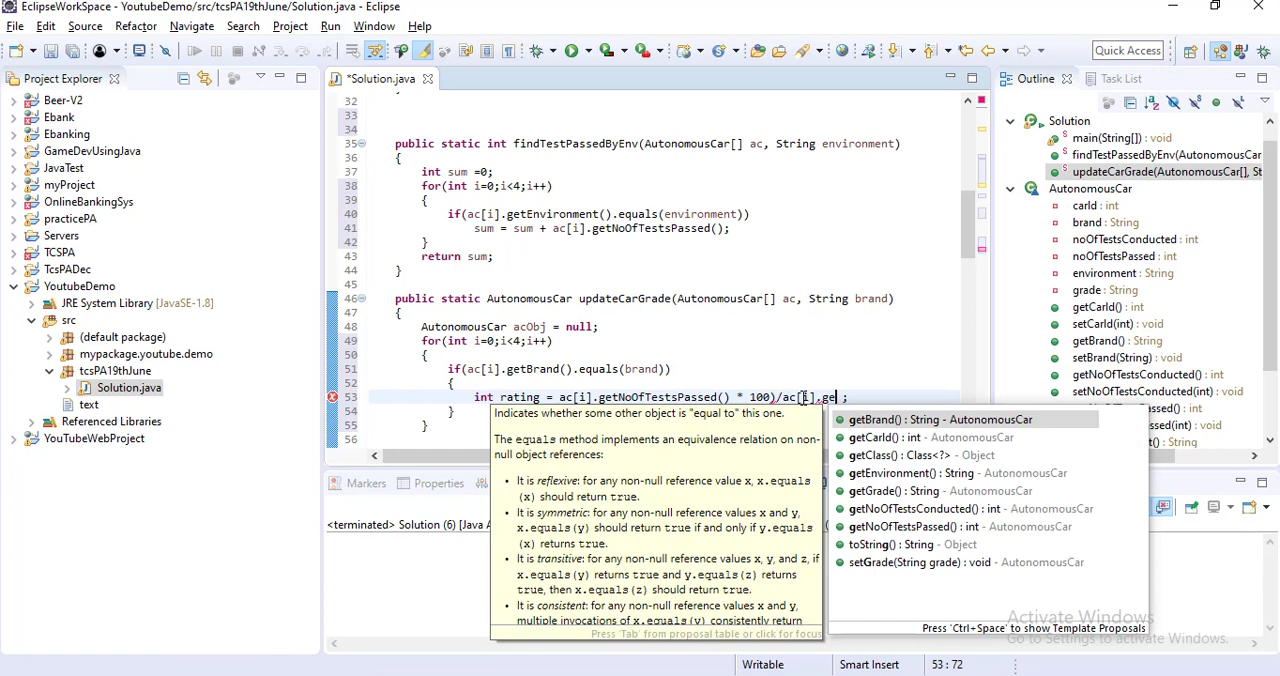 EclipseWorkSpace - YoutubeDemo/src/tcsPA19thJune/Solution.java - Eclipse
File Edit Source Refactor Navigate Search Project Run Window Help
Quick Access
Project Explorer
*Solution.java
Outline
Task List
Beer-V2
Ebank
Ebanking
GameDevUsingJava
JavaTest
myProject
OnlineBankingSys
practicePA
Servers
TCSPA
TcsPADec
YoutubeDemo
JRE System Library [JavaSE-1.8]
src
(default package)
mypackage.youtube.demo
tcsPA19thJune
Solution.java
text
Referenced Libraries
YouTubeWebProject
32
33
34
35 public static int findTestPassedByEnv(AutonomousCar[] ac, String environment)
36 {
37 int sum =0;
38 for(int i=0;i<4;i++)
39 {
40 if(ac[i].getEnvironment().equals(environment))
41 sum = sum + ac[i].getNoOfTestsPassed();
42 }
43 return sum;
44 }
45
46 public static AutonomousCar updateCarGrade(AutonomousCar[] ac, String brand)
47 {
48 AutonomousCar acObj = null;
49 for(int i=0;i<4;i++)
50 {
51 if(ac[i].getBrand().equals(brand))
52 {
53 int rating = ac[i].getNoOfTestsPassed() * 100)/ac[i].ge ;
54 }
55 }
56
Indicates whether some other object is "equal to" this one.
The equals method implements an equivalence relation on non-
null object references:
• It is reflexive: for any non-null reference value x, x.equals
(x) should return true.
• It is symmetric: for any non-null reference values x and y,
x.equals(y) should return true if and only if y.equals
(x) returns true.
• It is transitive: for any non-null reference values x, y, and z, if
x.equals(y) returns true and y.equals(z) returns
true, then x.equals(z) should return true.
• It is consistent: for any non-null reference values x and y,
multiple invocations of x.equals(y) consistently return
Press 'Tab' from proposal table or click for focus
getBrand() : String - AutonomousCar
getCarId() : int - AutonomousCar
getClass() : Class<?> - Object
getEnvironment() : String - AutonomousCar
getGrade() : String - AutonomousCar
getNoOfTestsConducted() : int - AutonomousCar
getNoOfTestsPassed() : int - AutonomousCar
toString() : String - Object
setGrade(String grade) : void - AutonomousCar
Press 'Ctrl+Space' to show Template Proposals
Solution
main(String[]) : void
findTestPassedByEnv(AutonomousCar
updateCarGrade(AutonomousCar[], St
AutonomousCar
carId : int
brand : String
noOfTestsConducted : int
noOfTestsPassed : int
environment : String
grade : String
getCarId() : int
setCarId(int) : void
getBrand() : String
setBrand(String) : void
getNoOfTestsConducted() : int
setNoOfTestsConducted(int) : void
Markers
Properties
<terminated> Solution (6) [Java A
Activate Windows
Go to Settings to activate Windows.
Writable
Smart Insert
53 : 72